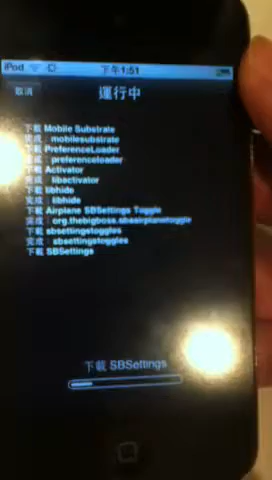 iPod 下午1:51
取消 運行中
下載 Mobile Substrate
完成： mobilesubstrate
下載 PreferenceLoader
完成： preferenceloader
下載 Activator
完成： libactivator
下載 libhide
完成： libhide
下載 Airplane SBSettings Toggle
完成： org.thebigboss.sbairplanetoggle
下載 sbsettingstoggles
完成： sbsettingstoggles
下載 SBSettings
下載 SBSettings